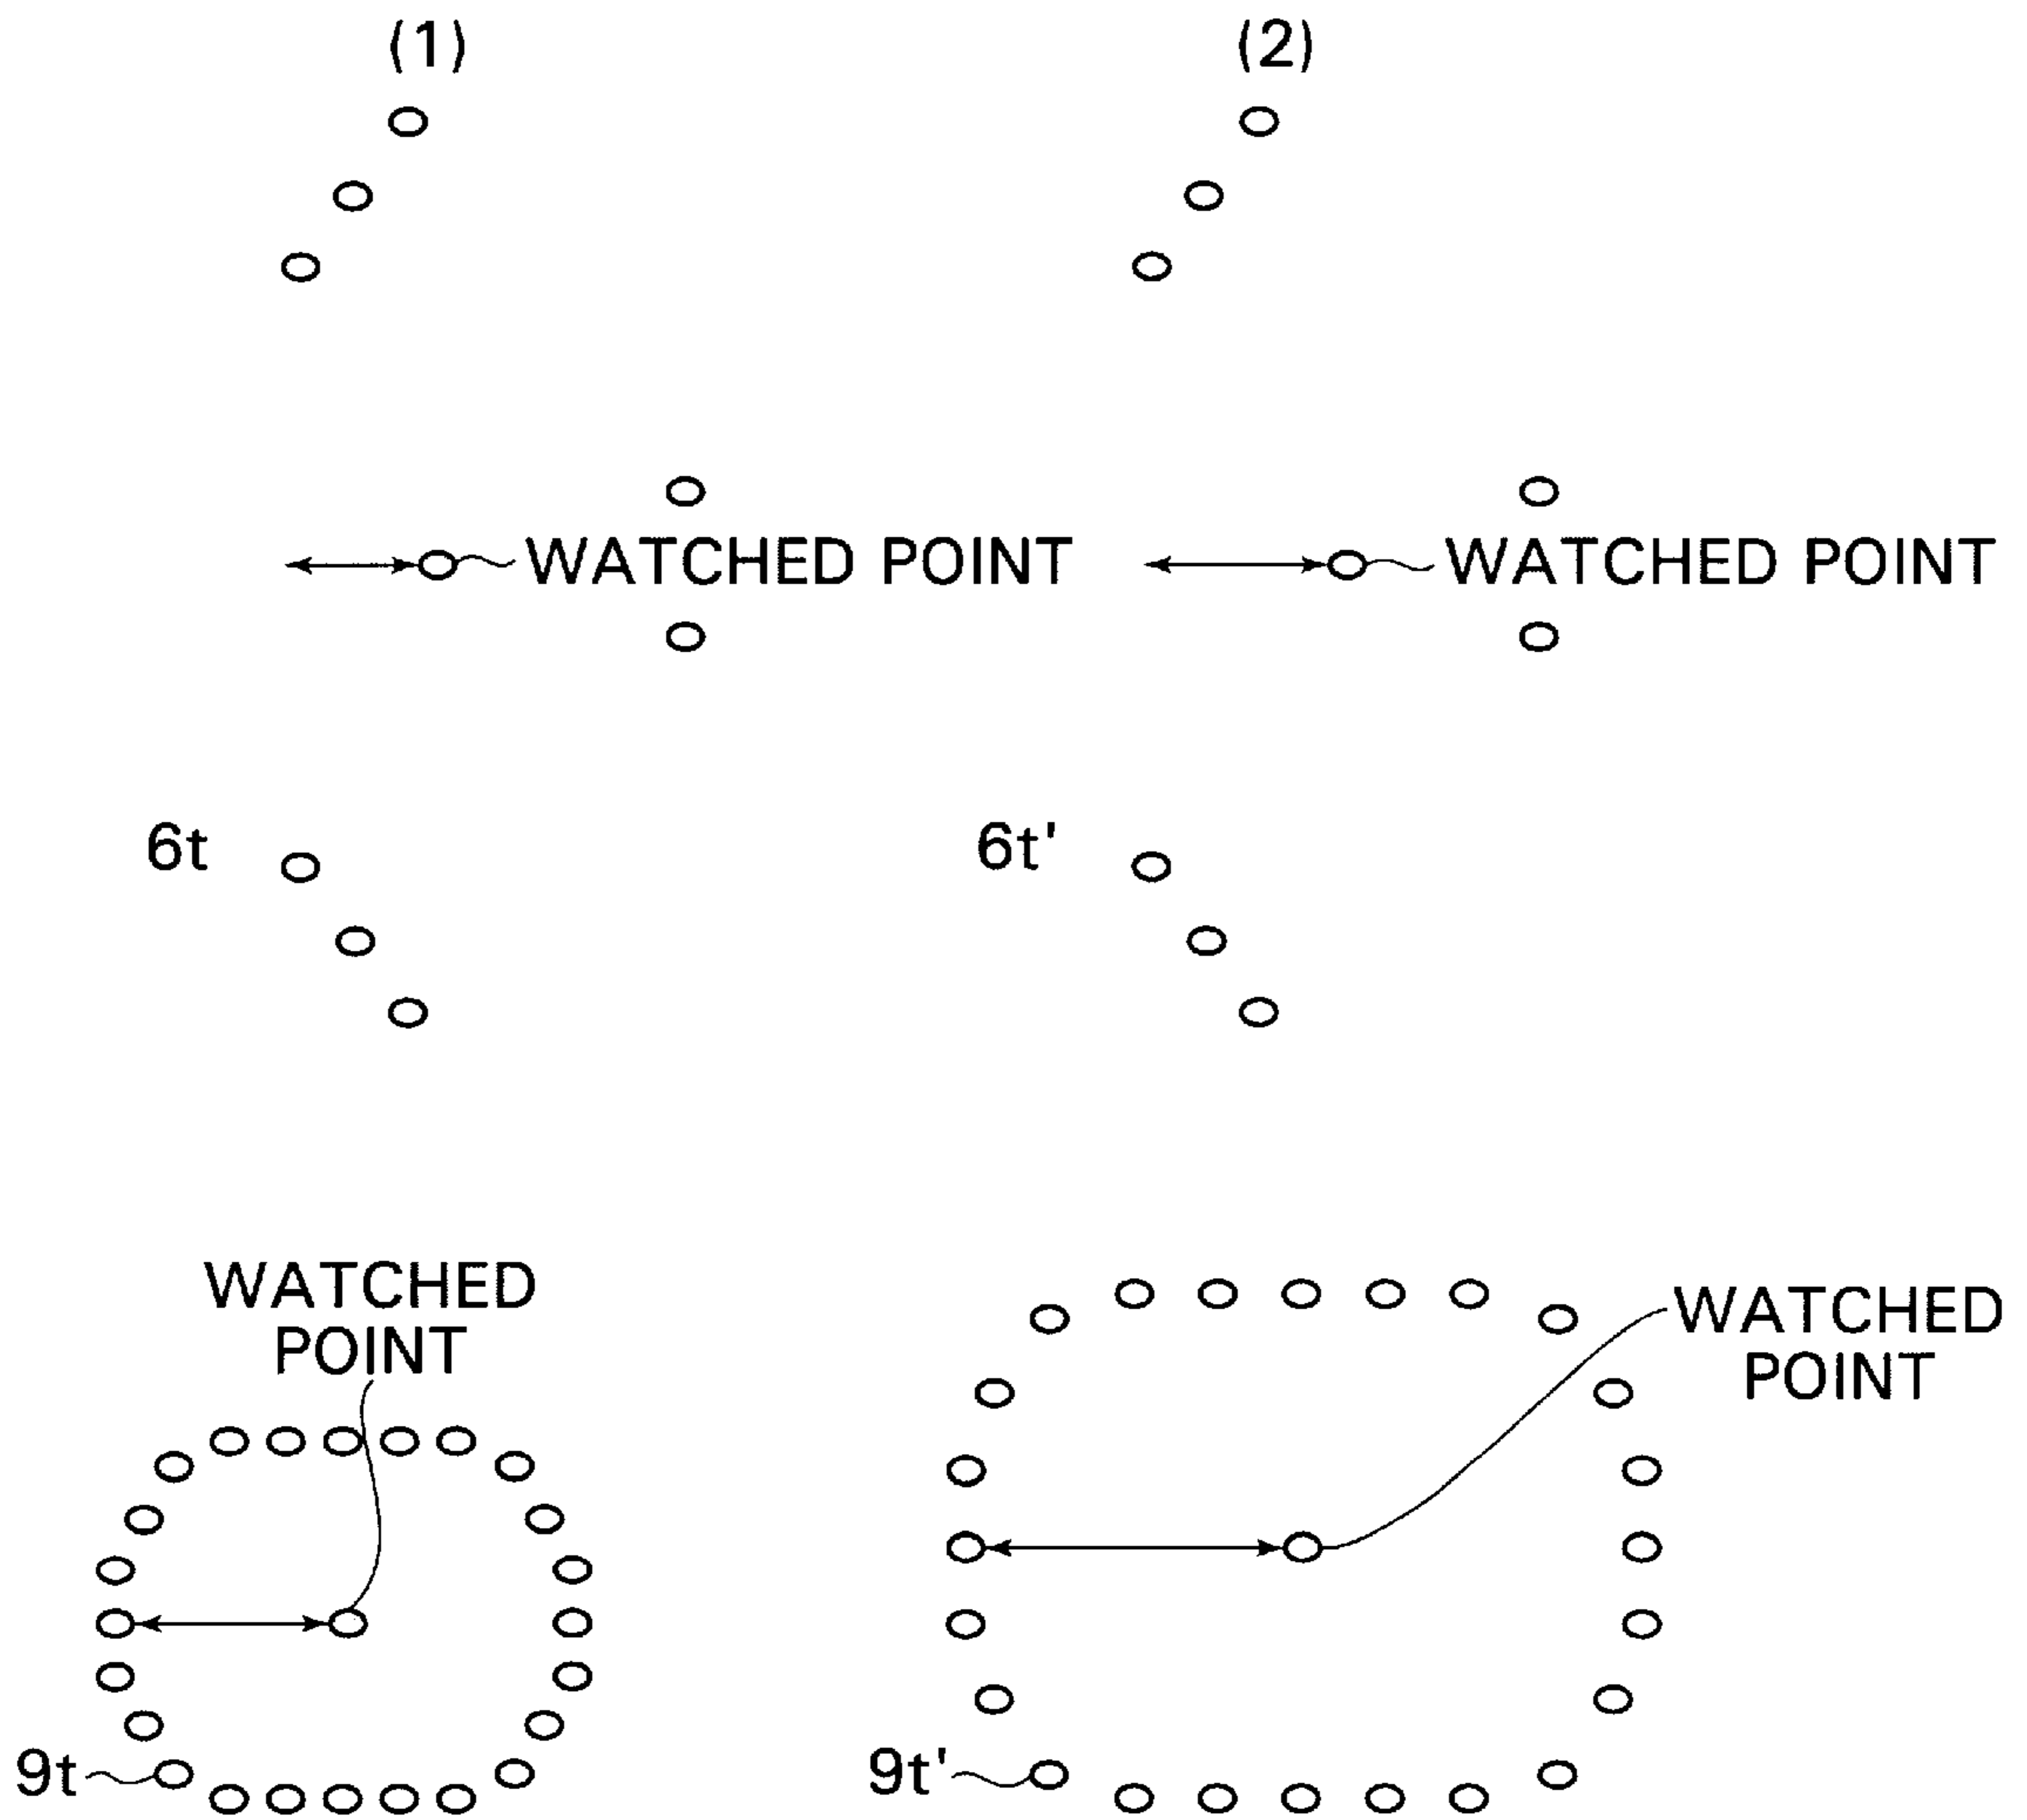 (1) (2)
WATCHED POINT WATCHED POINT
6t 6t'
WATCHED
POINT
WATCHED
POINT
9t 9t'